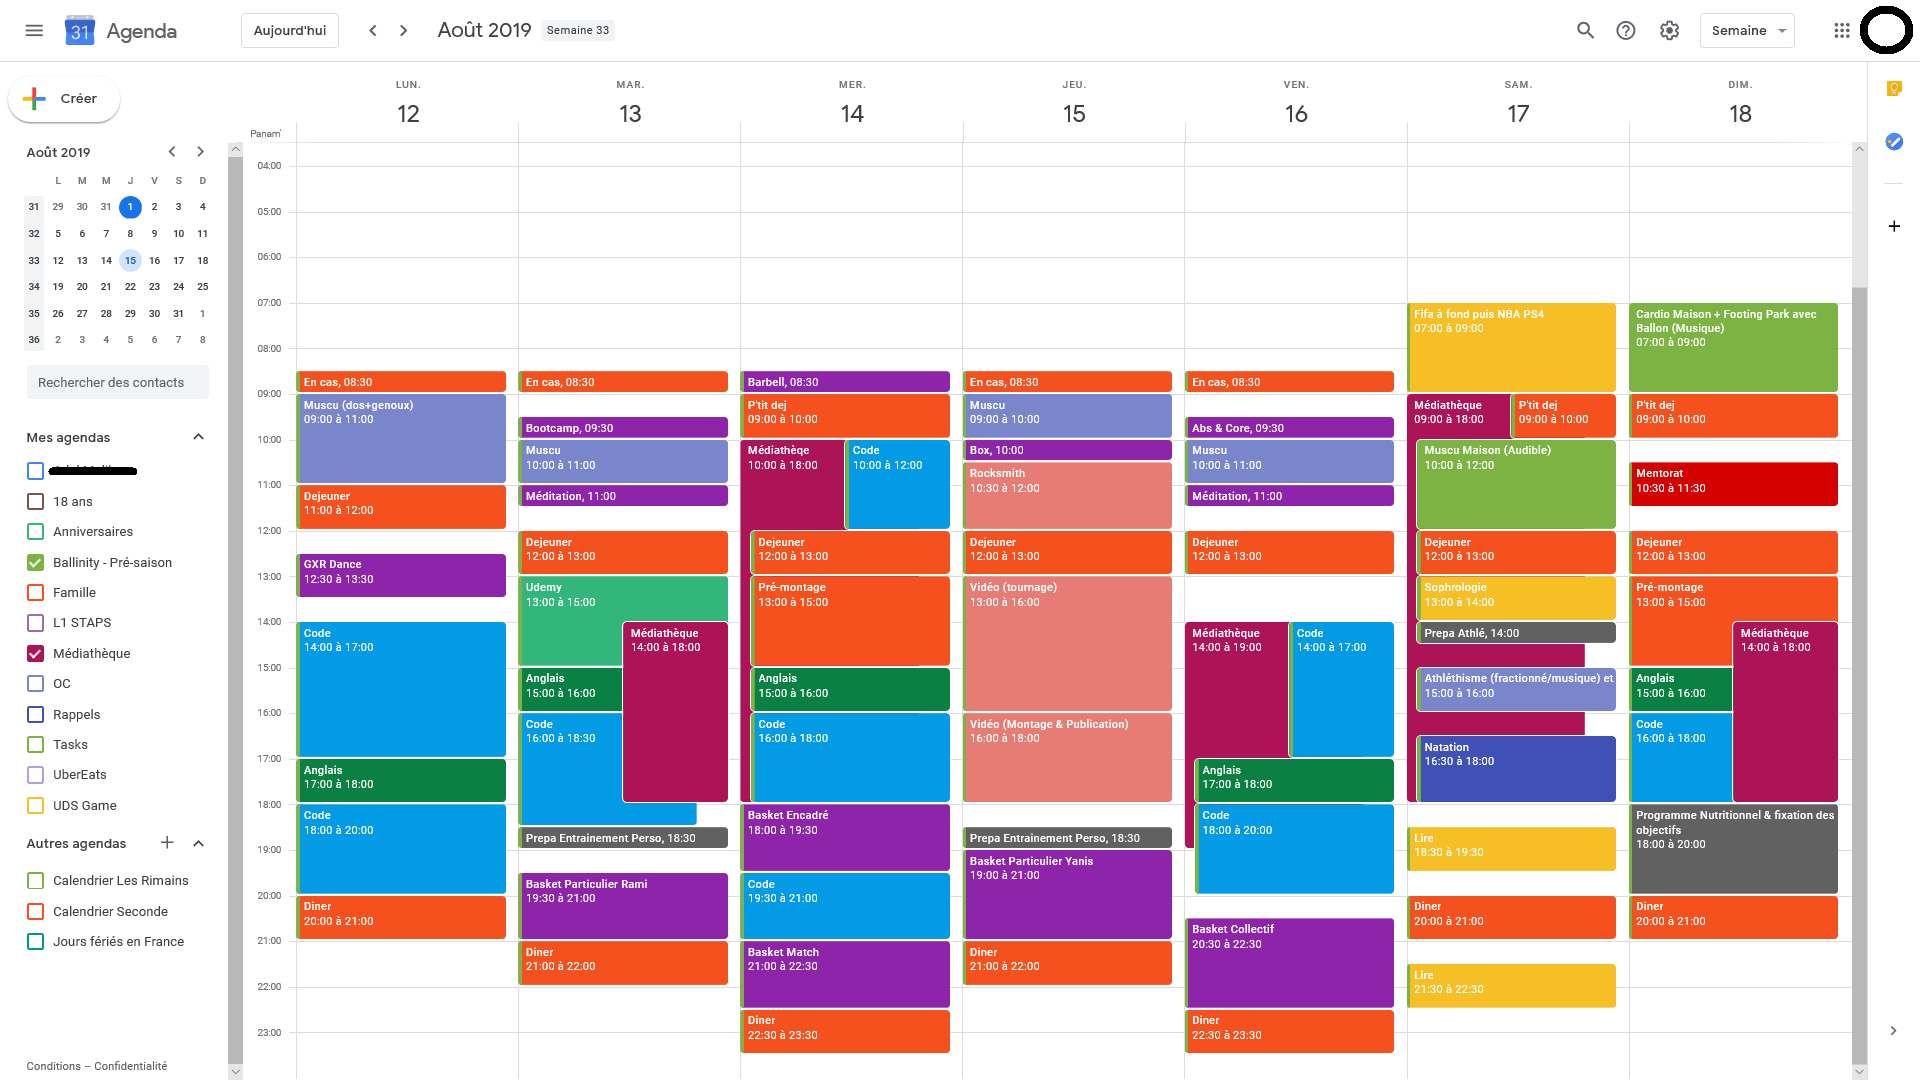 31 Agenda Aujourd'hui Août 2019 Semaine 33 Semaine
Créer
Août 2019
L M M J V S D
31 29 30 31 1 2 3 4
32 5 6 7 8 9 10 11
33 12 13 14 15 16 17 18
34 19 20 21 22 23 24 25
35 26 27 28 29 30 31 1
36 2 3 4 5 6 7 8
Rechercher des contacts
Mes agendas
18 ans
Anniversaires
Ballinity - Pré-saison
Famille
L1 STAPS
Médiathèque
OC
Rappels
Tasks
UberEats
UDS Game
Autres agendas
Calendrier Les Rimains
Calendrier Seconde
Jours fériés en France
Conditions – Confidentialité
Panam'
04:00
05:00
06:00
07:00
08:00
09:00
10:00
11:00
12:00
13:00
14:00
15:00
16:00
17:00
18:00
19:00
20:00
21:00
22:00
23:00
LUN.
12
En cas, 08:30
Muscu (dos+genoux)
09:00 à 11:00
Dejeuner
11:00 à 12:00
GXR Dance
12:30 à 13:30
Code
14:00 à 17:00
Anglais
17:00 à 18:00
Code
18:00 à 20:00
Diner
20:00 à 21:00
MAR.
13
En cas, 08:30
Bootcamp, 09:30
Muscu
10:00 à 11:00
Méditation, 11:00
Dejeuner
12:00 à 13:00
Udemy
13:00 à 15:00
Médiathèque
14:00 à 18:00
Anglais
15:00 à 16:00
Code
16:00 à 18:30
Prepa Entrainement Perso, 18:30
Basket Particulier Rami
19:30 à 21:00
Diner
21:00 à 22:00
MER.
14
Barbell, 08:30
P'tit dej
09:00 à 10:00
Médiathèqe
10:00 à 18:00
Code
10:00 à 12:00
Dejeuner
12:00 à 13:00
Pré-montage
13:00 à 15:00
Anglais
15:00 à 16:00
Code
16:00 à 18:00
Basket Encadré
18:00 à 19:30
Code
19:30 à 21:00
Basket Match
21:00 à 22:30
Diner
22:30 à 23:30
JEU.
15
En cas, 08:30
Muscu
09:00 à 10:00
Box, 10:00
Rocksmith
10:30 à 12:00
Dejeuner
12:00 à 13:00
Vidéo (tournage)
13:00 à 16:00
Vidéo (Montage & Publication)
16:00 à 18:00
Prepa Entrainement Perso, 18:30
Basket Particulier Yanis
19:00 à 21:00
Diner
21:00 à 22:00
VEN.
16
En cas, 08:30
Abs & Core, 09:30
Muscu
10:00 à 11:00
Méditation, 11:00
Dejeuner
12:00 à 13:00
Médiathèque
14:00 à 19:00
Code
14:00 à 17:00
Anglais
17:00 à 18:00
Code
18:00 à 20:00
Basket Collectif
20:30 à 22:30
Diner
22:30 à 23:30
SAM.
17
Fifa à fond puis NBA PS4
07:00 à 09:00
Médiathèque
09:00 à 18:00
P'tit dej
09:00 à 10:00
Muscu Maison (Audible)
10:00 à 12:00
Dejeuner
12:00 à 13:00
Sophrologie
13:00 à 14:00
Prepa Athlé, 14:00
Athléthisme (fractionné/musique) et
15:00 à 16:00
Natation
16:30 à 18:00
Lire
18:30 à 19:30
Diner
20:00 à 21:00
Lire
21:30 à 22:30
DIM.
18
Cardio Maison + Footing Park avec
Ballon (Musique)
07:00 à 09:00
P'tit dej
09:00 à 10:00
Mentorat
10:30 à 11:30
Dejeuner
12:00 à 13:00
Pré-montage
13:00 à 15:00
Médiathèque
14:00 à 18:00
Anglais
15:00 à 16:00
Code
16:00 à 18:00
Programme Nutritionnel & fixation des
objectifs
18:00 à 20:00
Diner
20:00 à 21:00